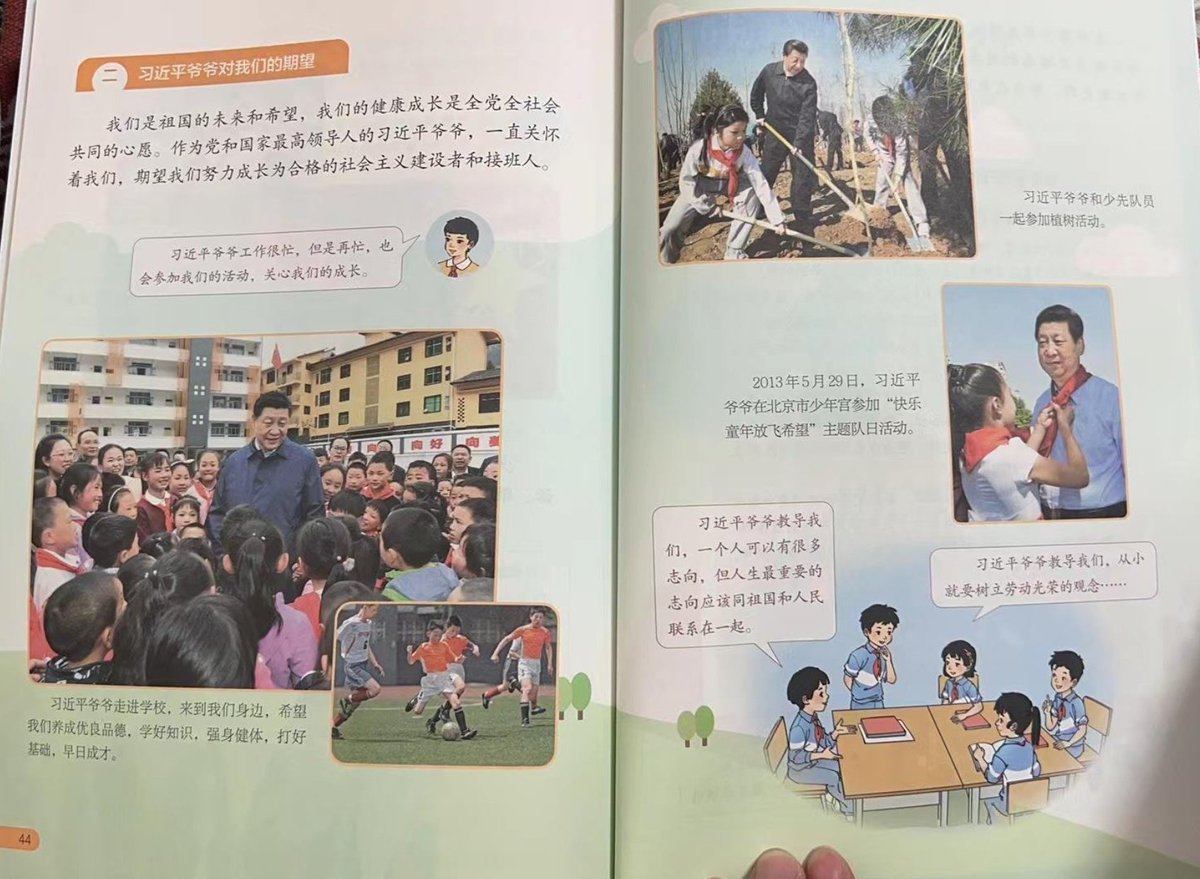 二 习近平爷爷对我们的期望
我们是祖国的未来和希望，我们的健康成长是全党全社会
共同的心愿。作为党和国家最高领导人的习近平爷爷，一直关怀
着我们，期望我们努力成长为合格的社会主义建设者和接班人。
习近平爷爷工作很忙，但是再忙，也
会参加我们的活动，关心我们的成长。
向好 向美
习近平爷爷走进学校，来到我们身边，希望
我们养成优良品德，学好知识，强身健体，打好
基础，早日成才。
44
习近平爷爷和少先队员
一起参加植树活动。
2013年5月29日，习近平
爷爷在北京市少年宫参加“快乐
童年放飞希望”主题队日活动。
习近平爷爷教导我
们，一个人可以有很多
志向，但人生最重要的
志向应该同祖国和人民
联系在一起。
习近平爷爷教导我们，从小
就要树立劳动光荣的观念……